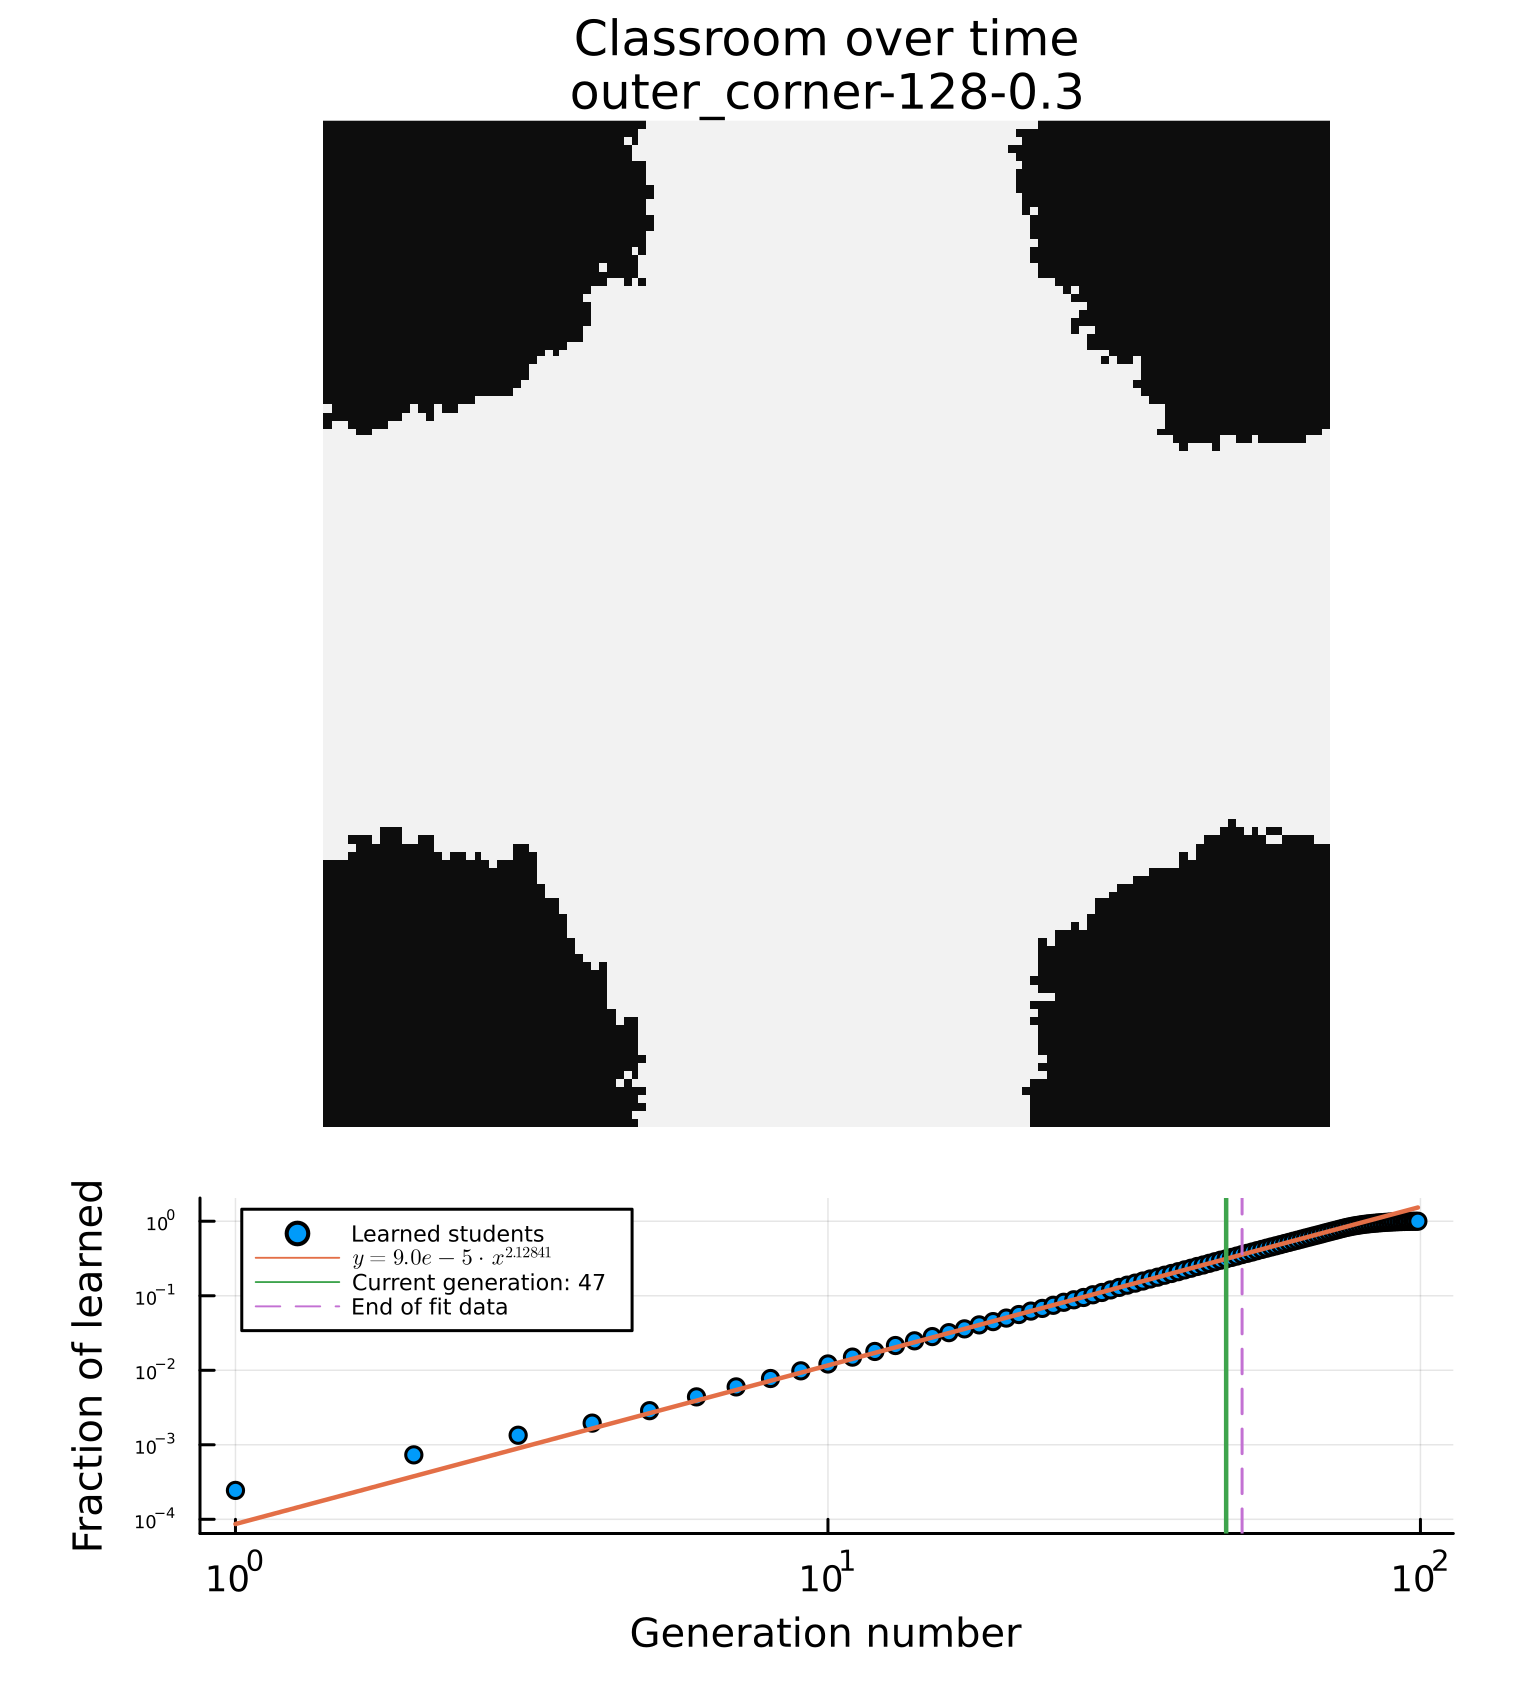 Classroom over time
outer_corner-128-0.3
Fraction of learned
10^0
10^−1
10^−2
10^−3
10^−4
Learned students
y = 9.0e − 5 · x^2.12841
Current generation: 47
End of fit data
10^0 10^1 10^2
Generation number